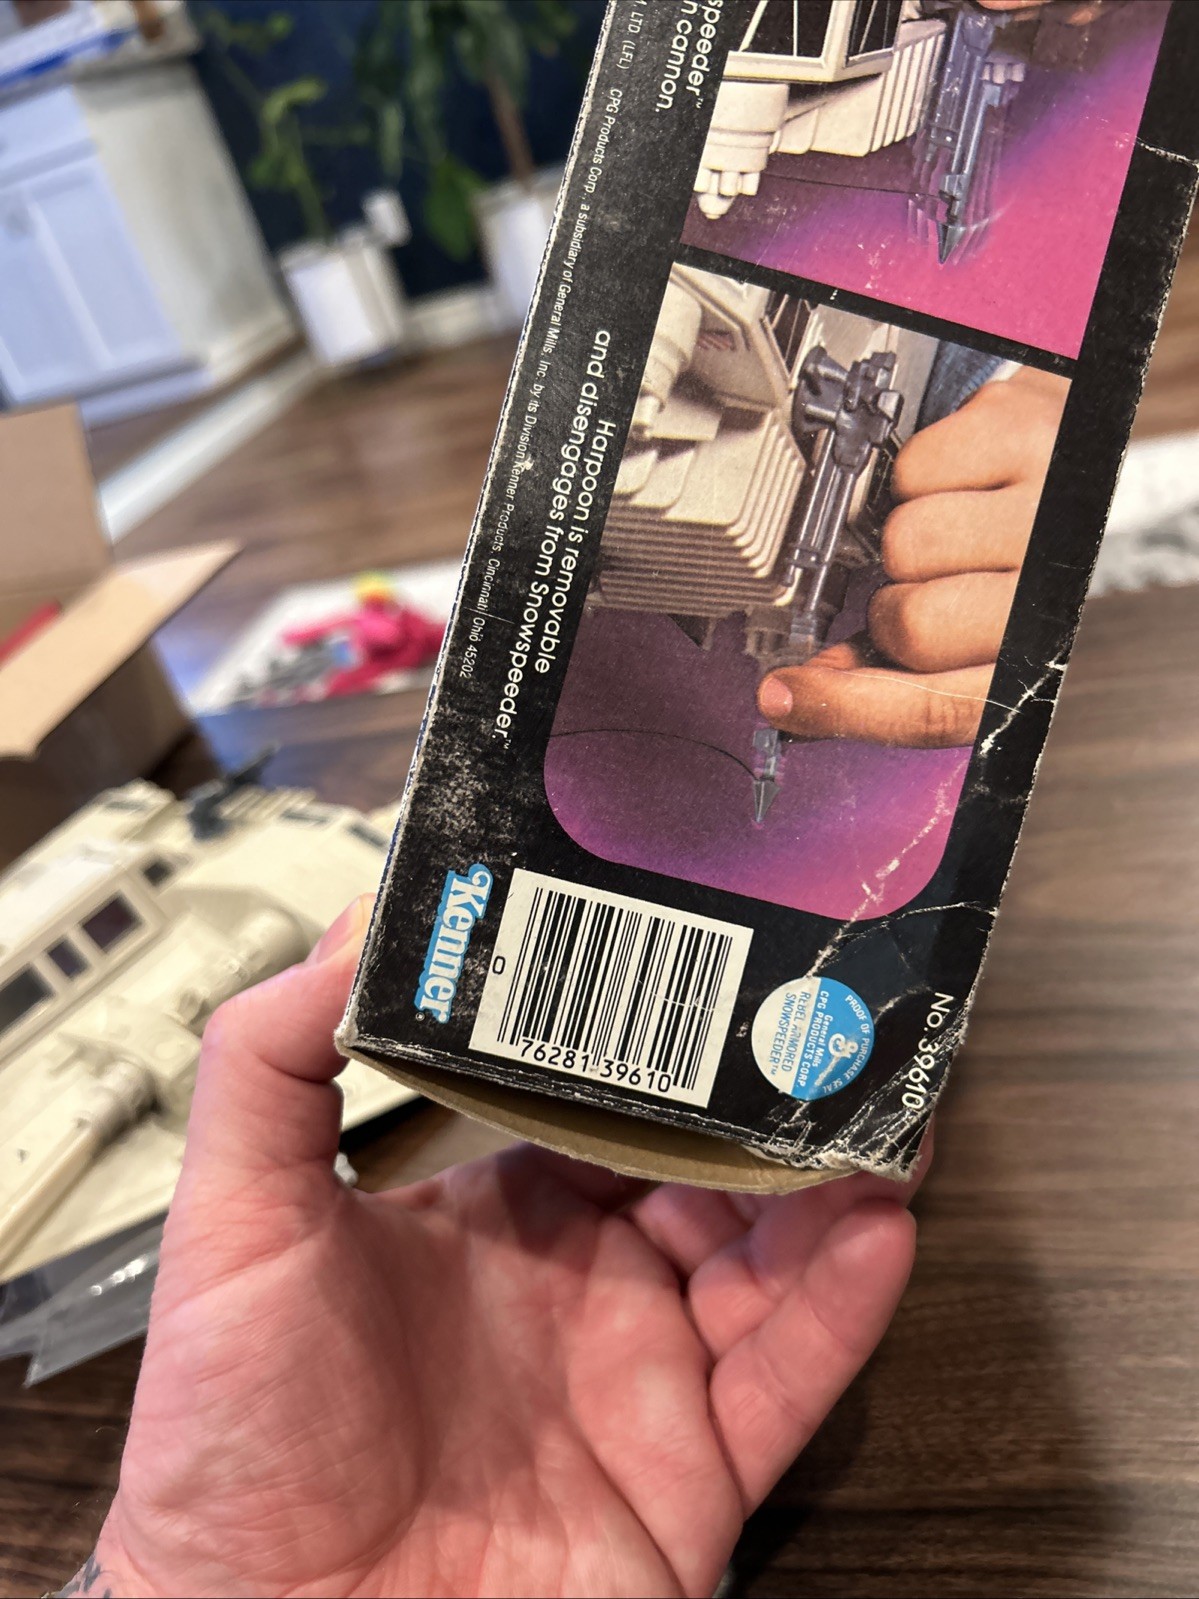 speeder™
n cannon.
LTD (LFL) CPG Products Corp., a subsidiary of General Mills, Inc. by its Division Kenner Products, Cincinnati, Ohio 45202
Harpoon is removable
and disengages from Snowspeeder.™
Kenner®
0
76281 39610
PROOF OF PURCHASE SEAL
General Mills
CPG PRODUCTS CORP.
REBEL ARMORED
SNOWSPEEDER™
No. 39610